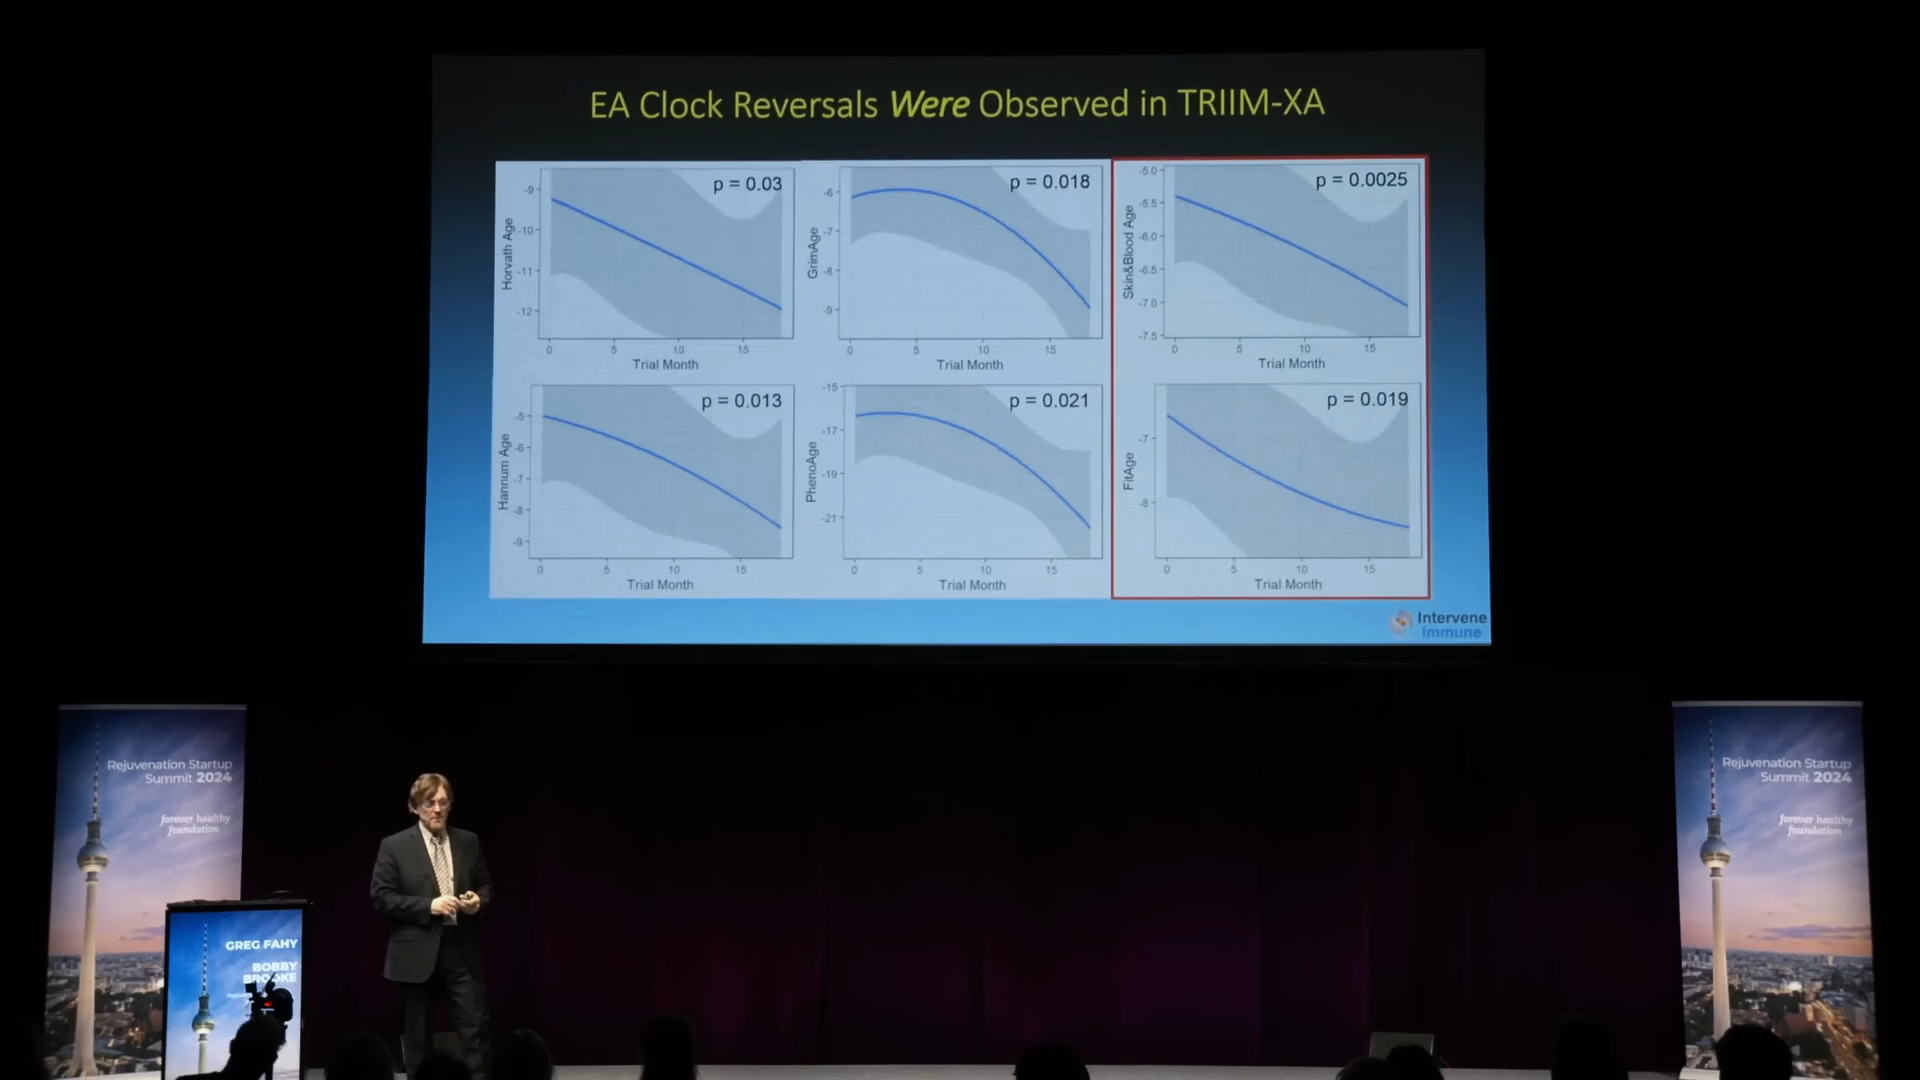 EA Clock Reversals Were Observed in TRIIM-XA
p = 0.03
Horvath Age
-9
-10
-11
-12
0 5 10 15
Trial Month
p = 0.018
GrimAge
-6
-7
-8
-9
0 5 10 15
Trial Month
p = 0.0025
Skin&Blood Age
-5.0
-5.5
-6.0
-6.5
-7.0
-7.5
0 5 10 15
Trial Month
p = 0.013
Hannum Age
-5
-6
-7
-8
-9
0 5 10 15
Trial Month
p = 0.021
PhenoAge
-15
-17
-19
-21
0 5 10 15
Trial Month
p = 0.019
FitAge
-7
-8
0 5 10 15
Trial Month
Intervene
Immune
Rejuvenation Startup
Summit 2024
forever healthy
foundation
GREG FAHY
BOBBY
Rejuvenation Startup
Summit 2024
forever healthy
foundation